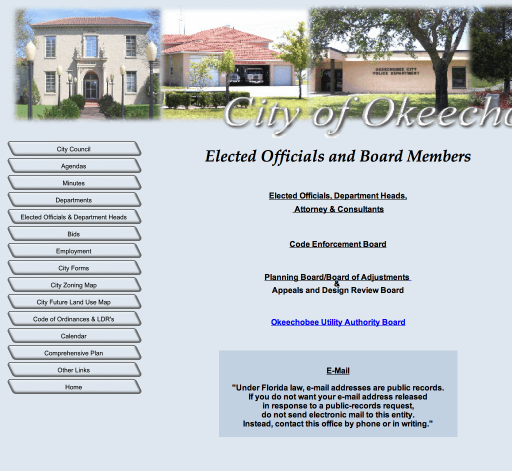 OKEECHOBEE CITY
POLICE DEPARTMENT
City of Okeecho
City Council
Agendas
Minutes
Departments
Elected Officials & Department Heads
Bids
Employment
City Forms
City Zoning Map
City Future Land Use Map
Code of Ordinances & LDR's
Calendar
Comprehensive Plan
Other Links
Home
Elected Officials and Board Members
Elected Officials, Department Heads,
Attorney & Consultants
Code Enforcement Board
Planning Board/Board of Adjustments
&
Appeals and Design Review Board
Okeechobee Utility Authority Board
E-Mail
"Under Florida law, e-mail addresses are public records.
If you do not want your e-mail address released
in response to a public-records request,
do not send electronic mail to this entity.
Instead, contact this office by phone or in writing."